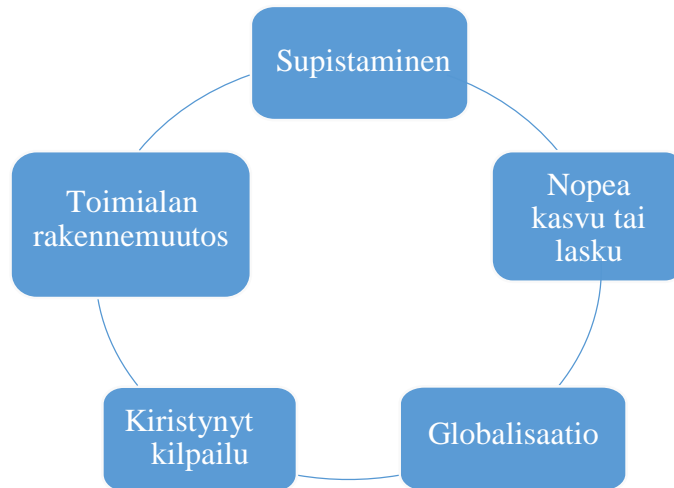 Supistaminen
Nopea
kasvu tai
lasku
Globalisaatio
Kiristynyt
kilpailu
Toimialan
rakennemuutos